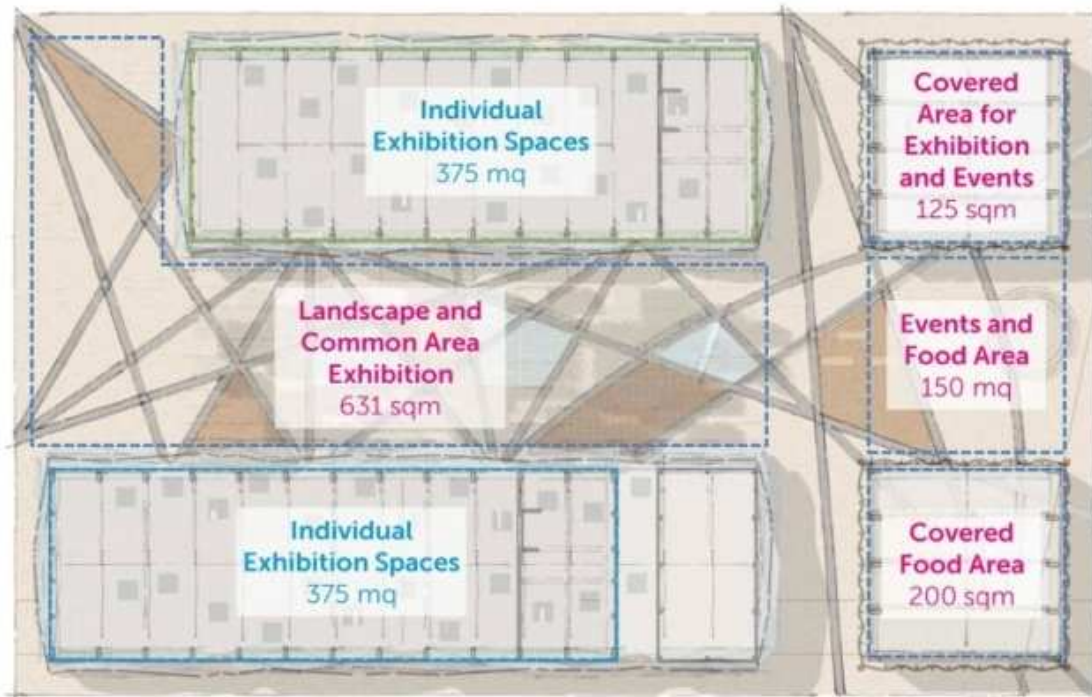 Individual
Exhibition Spaces
375 mq
Covered
Area for
Exhibition
and Events
125 sqm
Landscape and
Common Area
Exhibition
631 sqm
Events and
Food Area
150 mq
Individual
Exhibition Spaces
375 mq
Covered
Food Area
200 sqm